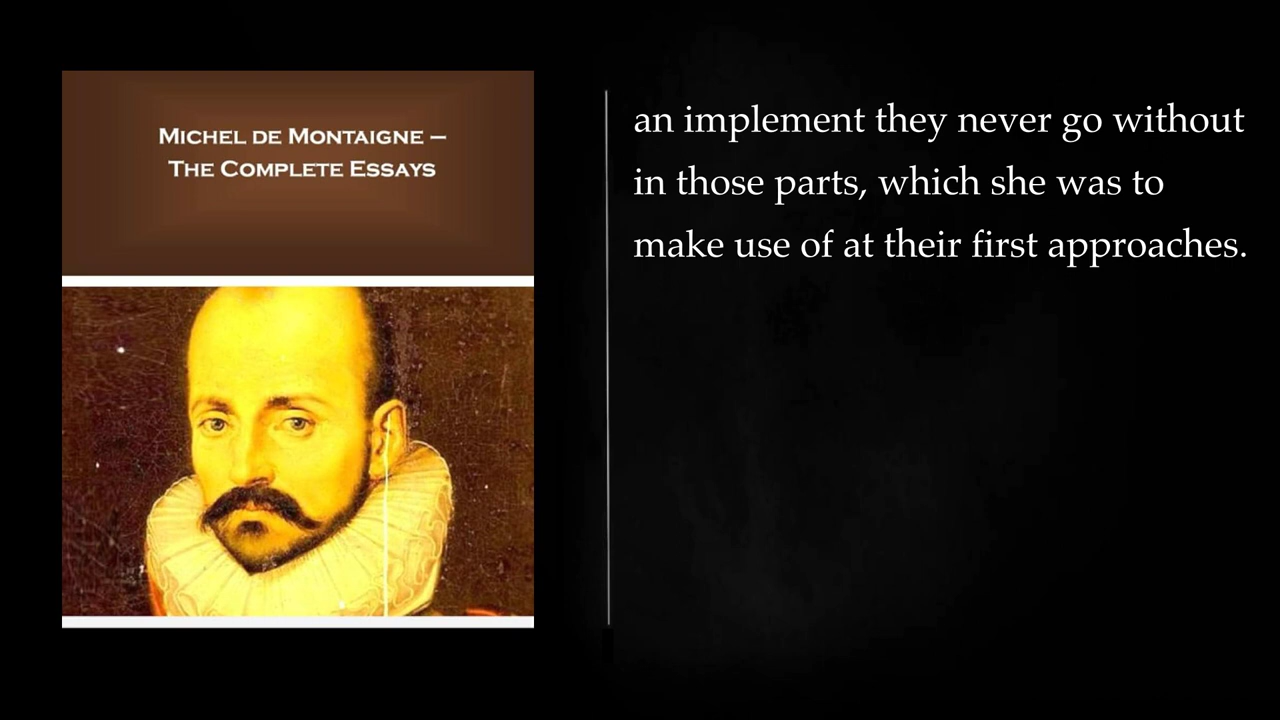 MICHEL DE MONTAIGNE –
THE COMPLETE ESSAYS
an implement they never go without
in those parts, which she was to
make use of at their first approaches.